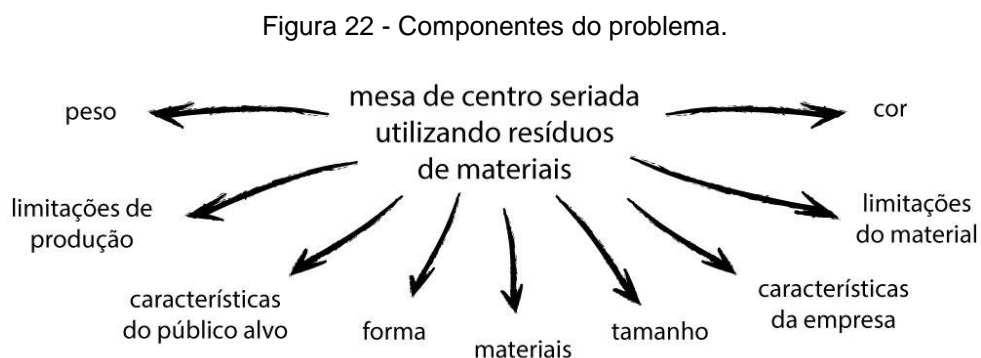 Figura 22 - Componentes do problema.
mesa de centro seriada
utilizando resíduos
de materiais
peso
limitações de
produção
características
do público alvo
forma
materiais
tamanho
características
da empresa
limitações
do material
cor